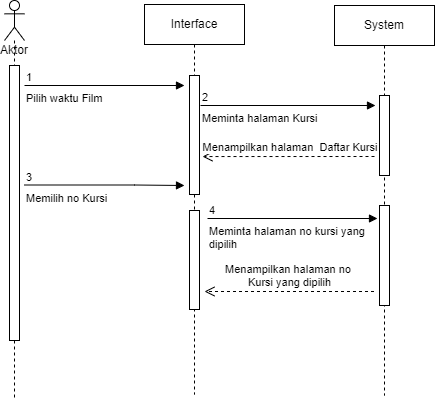 Interface
System
Aktor
1
Pilih waktu Film
2
Meminta halaman Kursi
Menampilkan halaman Daftar Kursi
3
Memilih no Kursi
4
Meminta halaman no kursi yang
dipilih
Menampilkan halaman no
Kursi yang dipilih